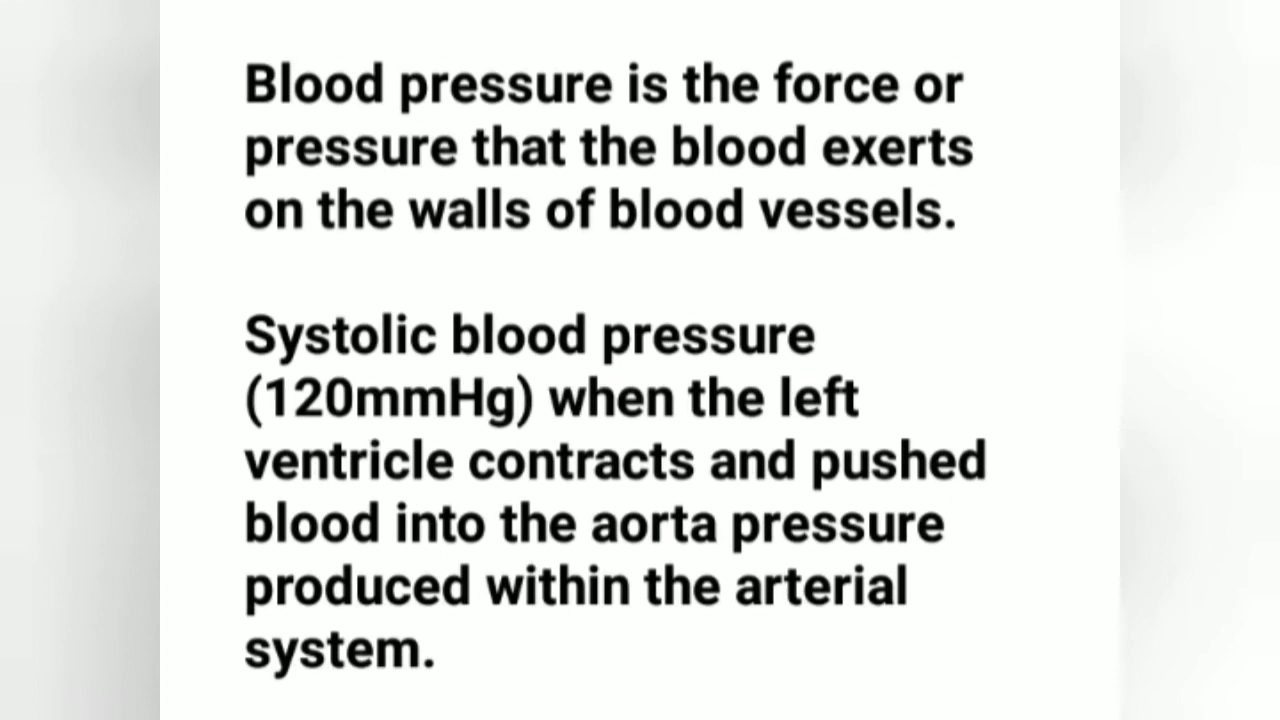 Blood pressure is the force or
pressure that the blood exerts
on the walls of blood vessels.
Systolic blood pressure
(120mmHg) when the left
ventricle contracts and pushed
blood into the aorta pressure
produced within the arterial
system.